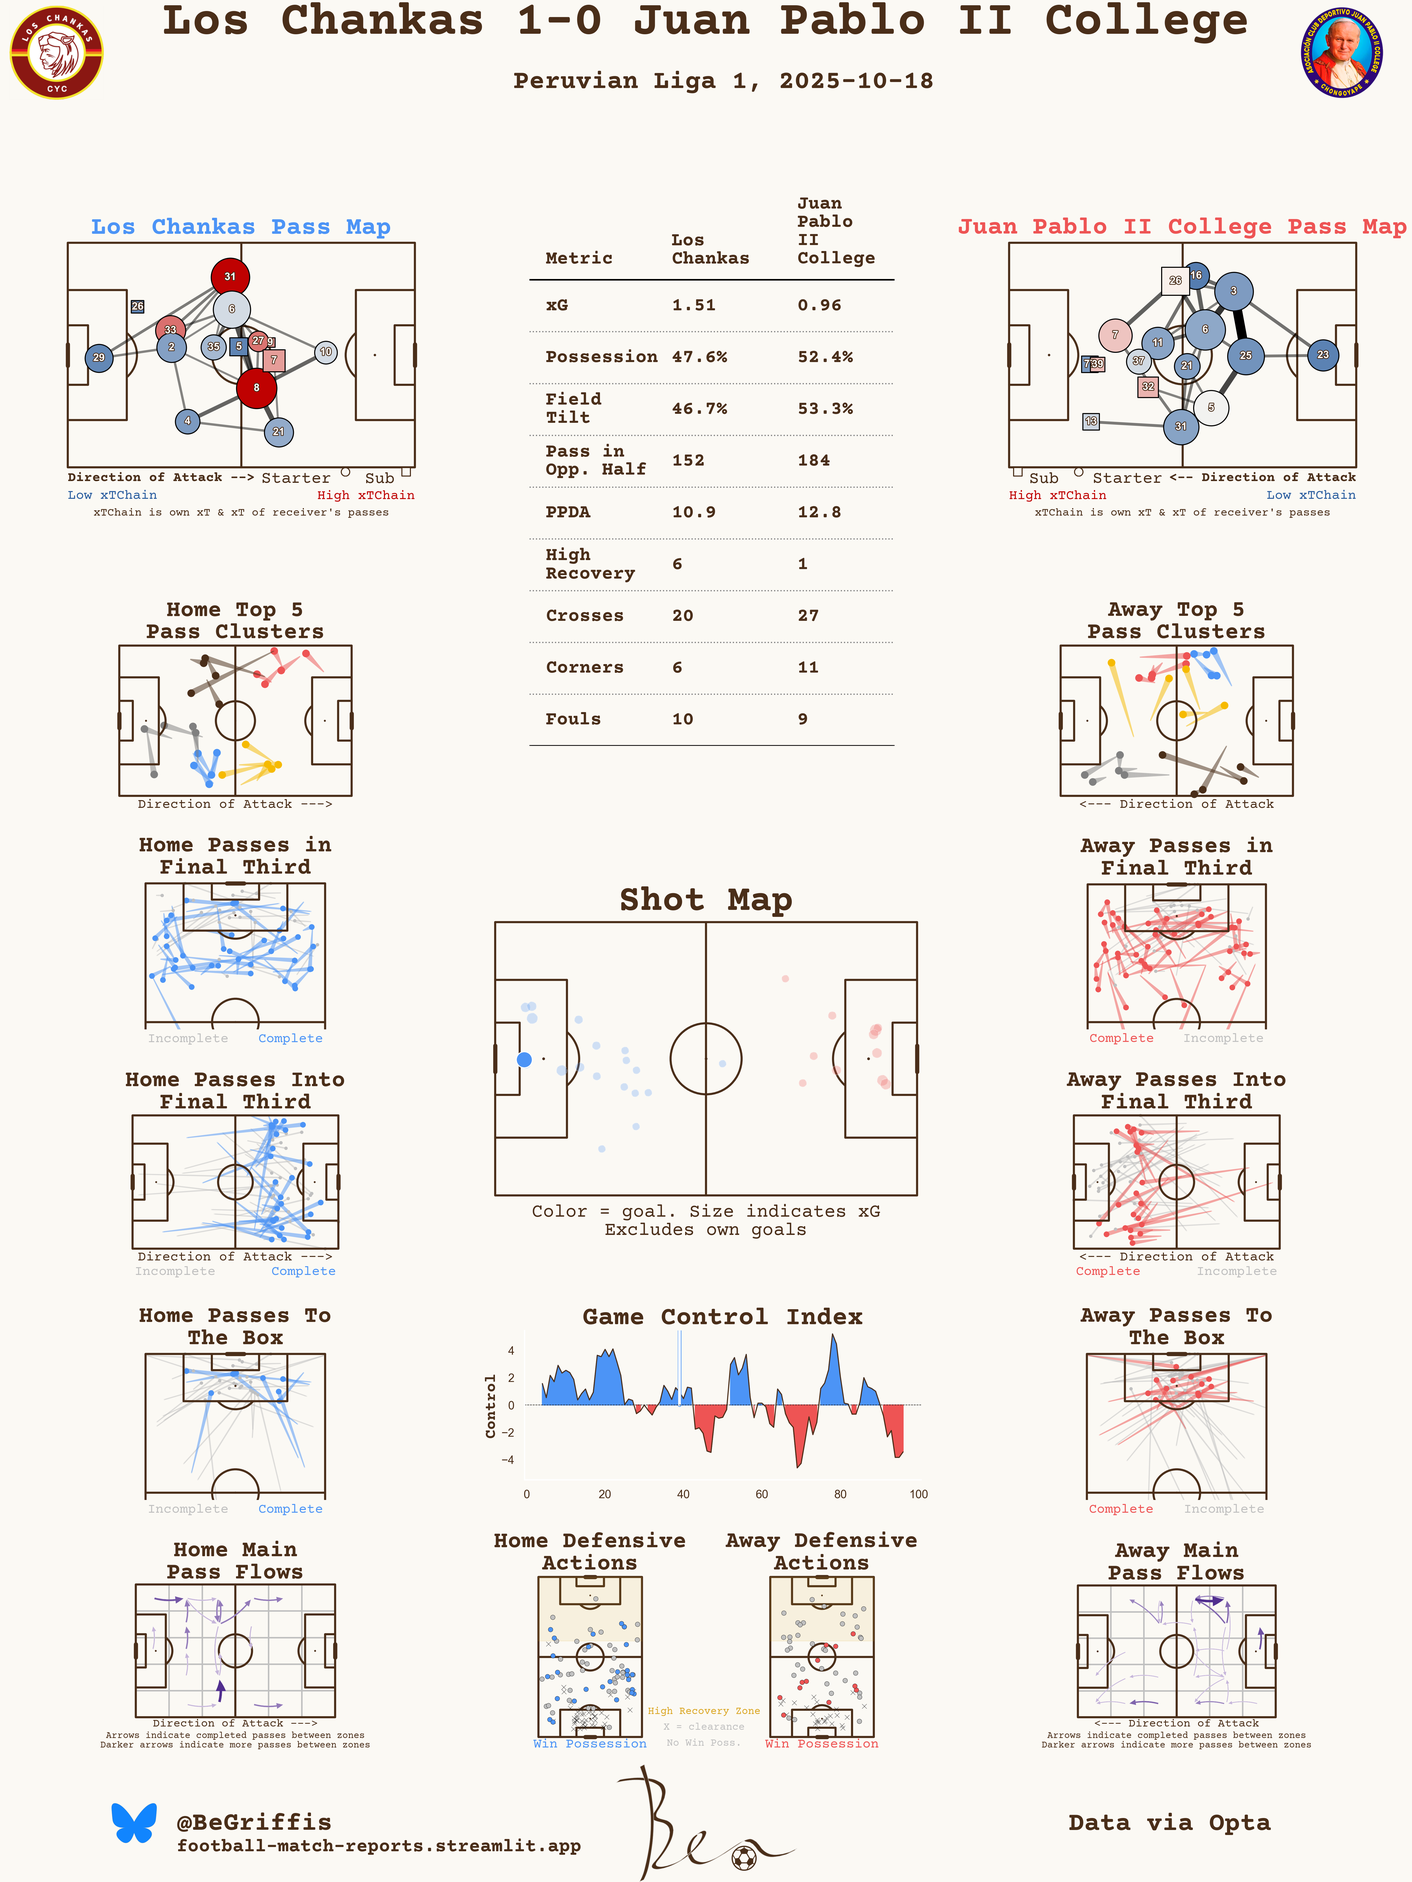 Los Chankas 1-0 Juan Pablo II College
Peruvian Liga 1, 2025-10-18
LOS CHANKAS
CYC
ASOCIACIÓN CLUB DEPORTIVO JUAN PABLO II COLLEGE
CHONGOYAPE
Los Chankas Pass Map
31
26
6
33
2
35
5
27
9
7
10
29
8
4
21
Direction of Attack --> Starter Sub
Low xTChain High xTChain
xTChain is own xT & xT of receiver's passes
Metric Los Chankas Juan Pablo II College
xG 1.51 0.96
Possession 47.6% 52.4%
Field Tilt 46.7% 53.3%
Pass in Opp. Half 152 184
PPDA 10.9 12.8
High Recovery 6 1
Crosses 20 27
Corners 6 11
Fouls 10 9
Juan Pablo II College Pass Map
26
16
3
7
6
11
37
21
25
23
39
32
5
13
31
Sub Starter <-- Direction of Attack
High xTChain Low xTChain
xTChain is own xT & xT of receiver's passes
Home Top 5
Pass Clusters
Direction of Attack --->
Away Top 5
Pass Clusters
<--- Direction of Attack
Home Passes in
Final Third
Incomplete Complete
Away Passes in
Final Third
Complete Incomplete
Shot Map
Color = goal. Size indicates xG
Excludes own goals
Home Passes Into
Final Third
Direction of Attack --->
Incomplete Complete
Away Passes Into
Final Third
<--- Direction of Attack
Complete Incomplete
Home Passes To
The Box
Incomplete Complete
Game Control Index
Control
4
2
0
−2
−4
0 20 40 60 80 100
Away Passes To
The Box
Complete Incomplete
Home Main
Pass Flows
Direction of Attack --->
Arrows indicate completed passes between zones
Darker arrows indicate more passes between zones
Home Defensive
Actions
Win Possession
High Recovery Zone
X = clearance
No Win Poss.
Away Defensive
Actions
Win Possession
Away Main
Pass Flows
<--- Direction of Attack
Arrows indicate completed passes between zones
Darker arrows indicate more passes between zones
@BeGriffis
football-match-reports.streamlit.app
Ben
Data via Opta